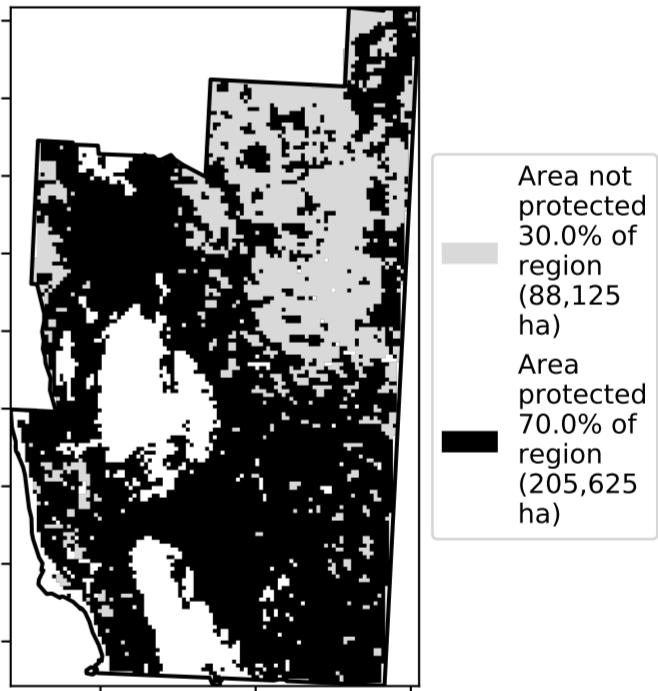 Area not
protected
30.0% of
region
(88,125
ha)
Area
protected
70.0% of
region
(205,625
ha)